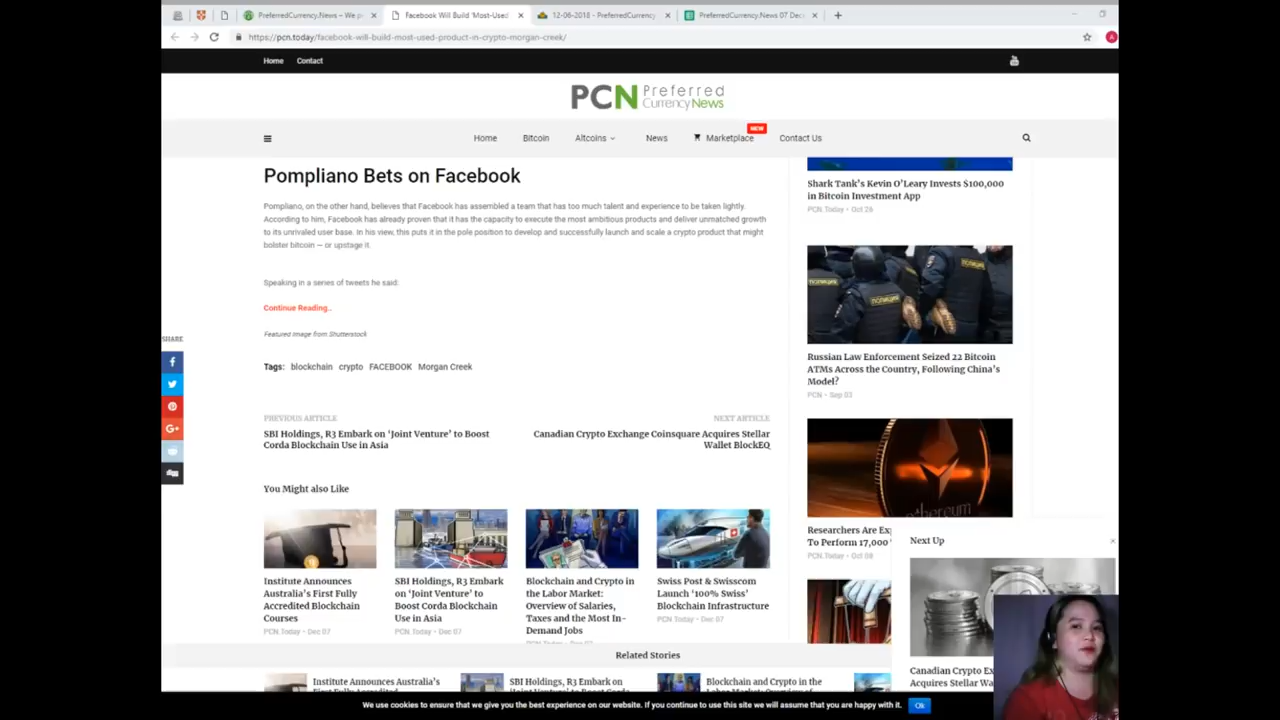 PreferredCurrency.News – We pr
Facebook Will Build 'Most-Used
12-06-2018 - PreferredCurrency
PreferredCurrency.News 07 Dec
https://pcn.today/facebook-will-build-most-used-product-in-crypto-morgan-creek/
A
Home Contact
You Tube
PCN Preferred
CurrencyNews
NEW
Home Bitcoin Altcoins News Marketplace Contact Us
Pompliano Bets on Facebook
Pompliano, on the other hand, believes that Facebook has assembled a team that has too much talent and experience to be taken lightly.
According to him, Facebook has already proven that it has the capacity to execute the most ambitious products and deliver unmatched growth
to its unrivaled user base. In his view, this puts it in the pole position to develop and successfully launch and scale a crypto product that might
bolster bitcoin — or upstage it.
Speaking in a series of tweets he said:
Continue Reading..
Featured Image from Shutterstock
SHARE
Tags: blockchain crypto FACEBOOK Morgan Creek
PREVIOUS ARTICLE
SBI Holdings, R3 Embark on 'Joint Venture' to Boost
Corda Blockchain Use in Asia
NEXT ARTICLE
Canadian Crypto Exchange Coinsquare Acquires Stellar
Wallet BlockEQ
You Might also Like
Institute Announces
Australia's First Fully
Accredited Blockchain
Courses
PCN.Today - Dec 07
SBI Holdings, R3 Embark
on 'Joint Venture' to
Boost Corda Blockchain
Use in Asia
PCN.Today - Dec 07
Blockchain and Crypto in
the Labor Market:
Overview of Salaries,
Taxes and the Most In-
Demand Jobs
Swiss Post & Swisscom
Launch '100% Swiss'
Blockchain Infrastructure
PCN.Today - Dec 07
Shark Tank's Kevin O'Leary Invests $100,000
in Bitcoin Investment App
PCN.Today - Oct 26
ПОЛИЦИЯ
ПОЛИЦИЯ
Russian Law Enforcement Seized 22 Bitcoin
ATMs Across the Country, Following China's
Model?
PCN - Sep 03
ethereum
Researchers Are Ex
To Perform 17,000
PCN.Today - Oct 08
Next Up
Canadian Crypto Ex
Acquires Stellar Wal
Related Stories
Institute Announces Australia's
SBI Holdings, R3 Embark on
Blockchain and Crypto in the
We use cookies to ensure that we give you the best experience on our website. If you continue to use this site we will assume that you are happy with it. Ok